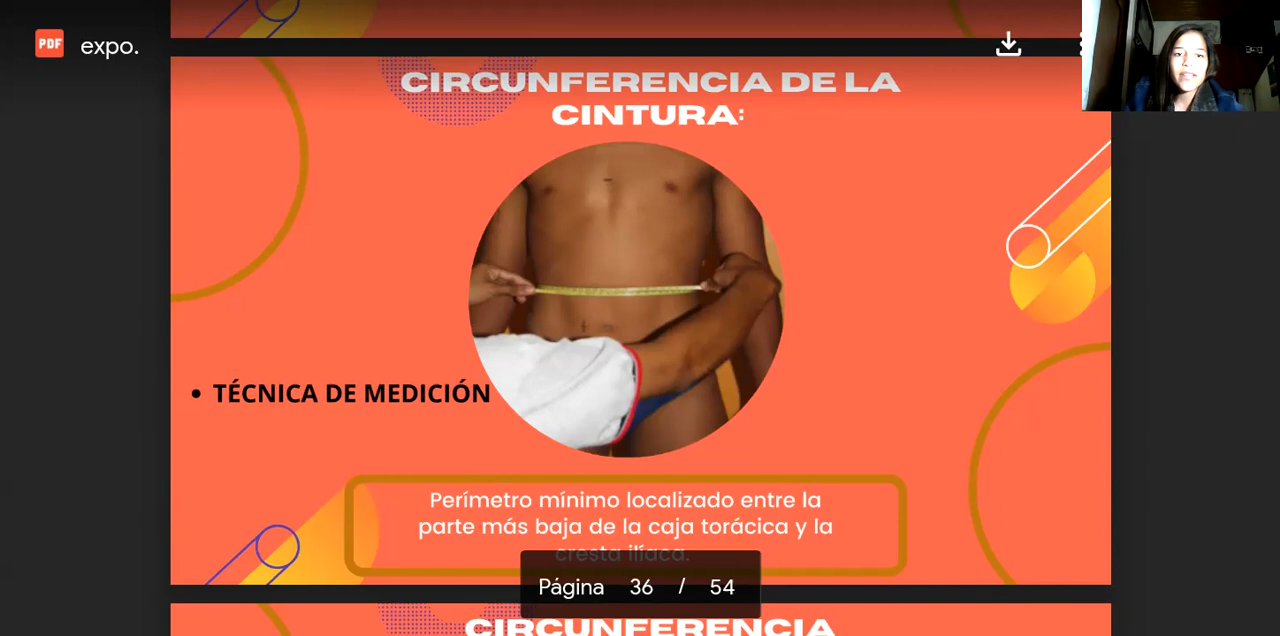 PDF expo.
CIRCUNFERENCIA DE LA
CINTURA:
• TÉCNICA DE MEDICIÓN
Perímetro mínimo localizado entre la
parte más baja de la caja torácica y la
cresta ilíaca.
Página 36 / 54
CIRCUNFERENCIA